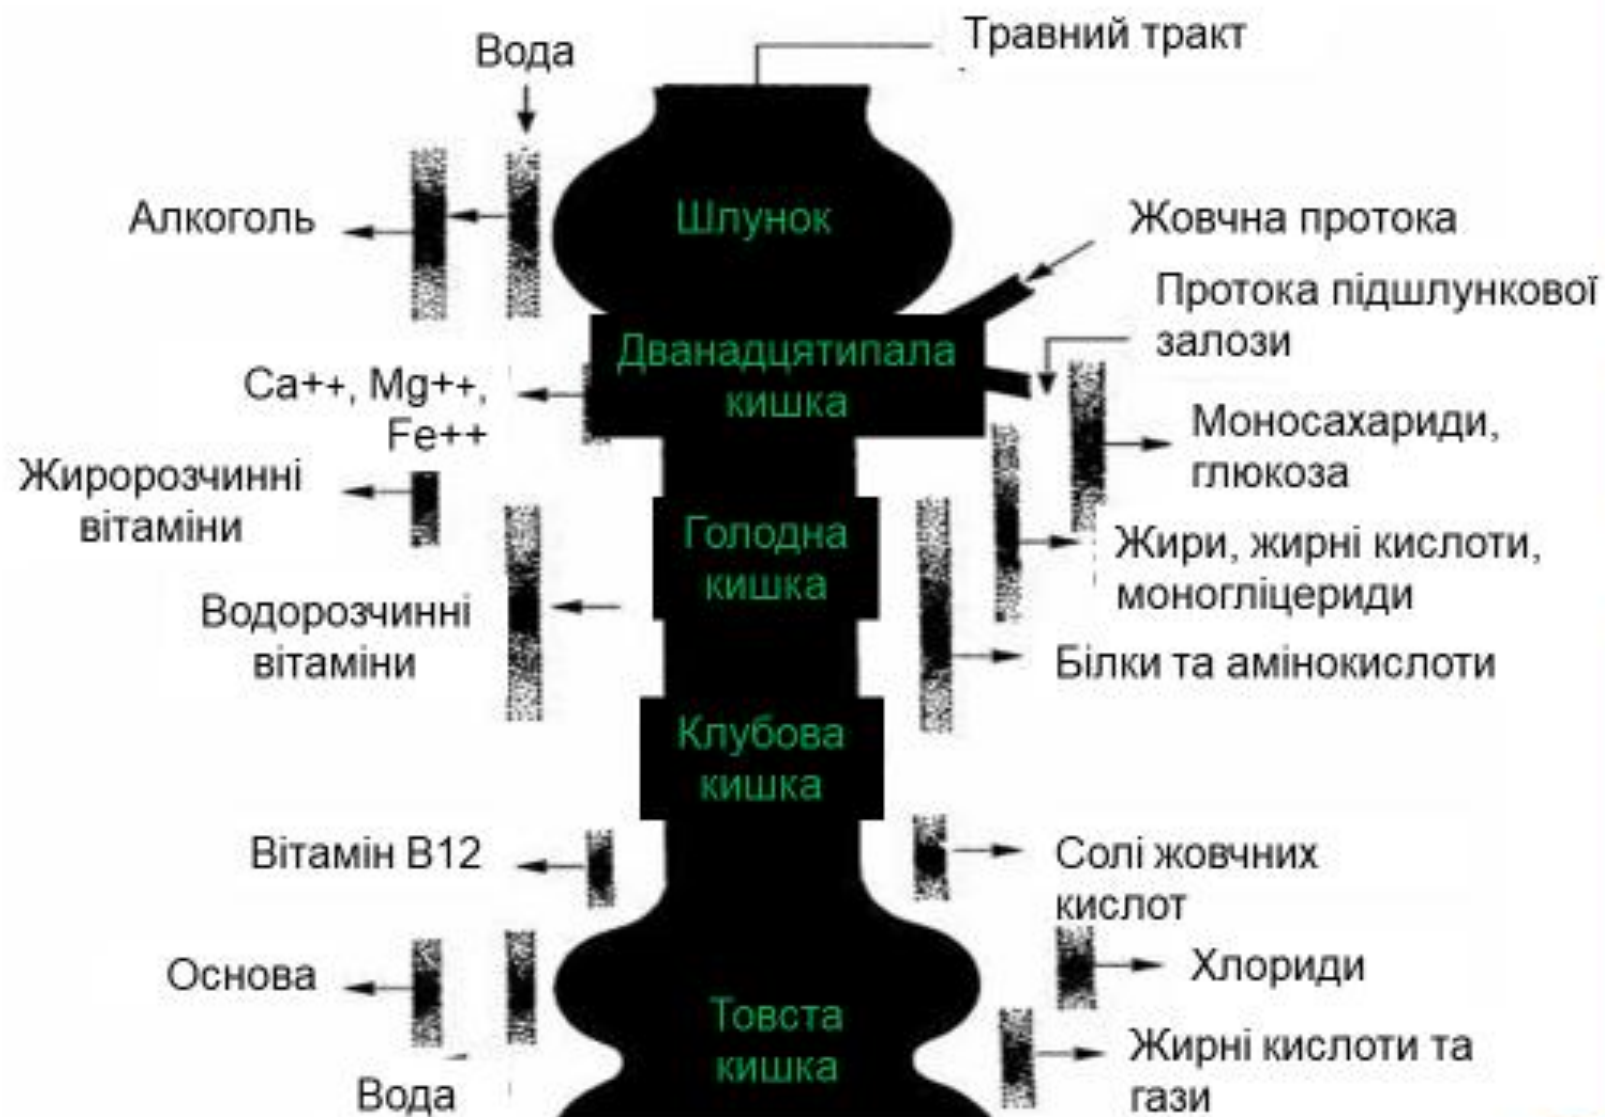 Травний тракт
Вода
Алкоголь
Шлунок
Жовчна протока
Протока підшлункової
залози
Дванадцятипала
кишка
Ca++, Mg++,
Fe++
Моносахариди,
глюкоза
Жиророзчинні
вітаміни
Голодна
кишка
Жири, жирні кислоти,
моногліцериди
Водорозчинні
вітаміни
Білки та амінокислоти
Клубова
кишка
Вітамін В12
Солі жовчних
кислот
Основа
Хлориди
Товста
кишка
Жирні кислоти та
гази
Вода